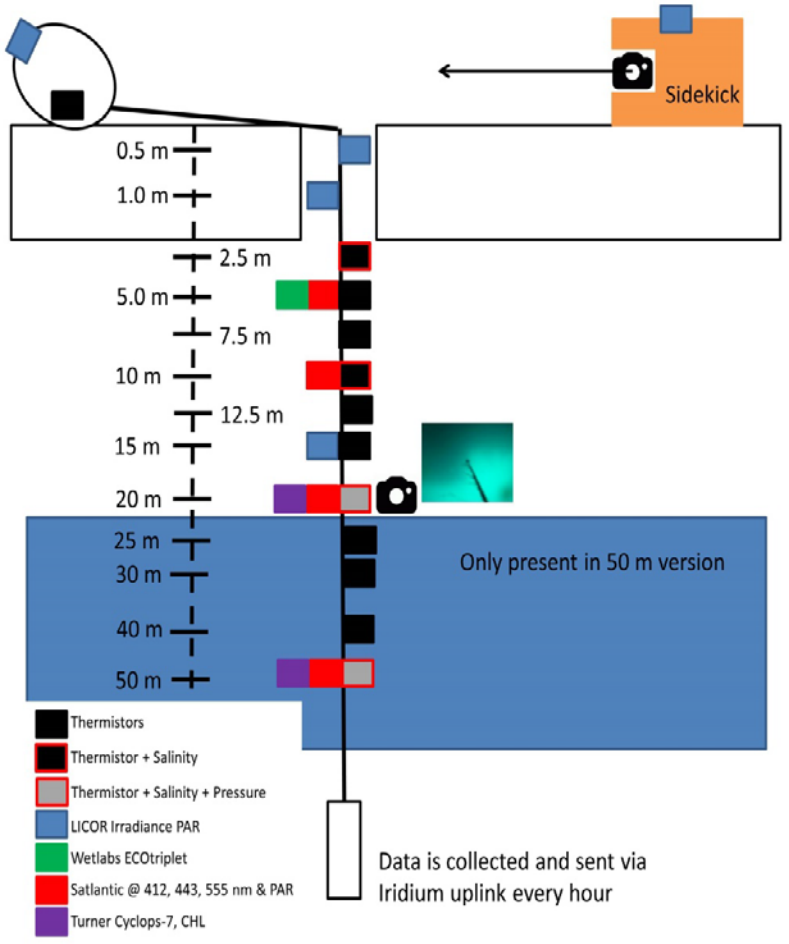 Sidekick
0.5 m
1.0 m
2.5 m
5.0 m
7.5 m
10 m
12.5 m
15 m
20 m
25 m
Only present in 50 m version
30 m
40 m
50 m
Thermistors
Thermistor + Salinity
Thermistor + Salinity + Pressure
LICOR Irradiance PAR
Wetlabs ECOtriplet
Satlantic @ 412, 443, 555 nm & PAR
Turner Cyclops-7, CHL
Data is collected and sent via
Iridium uplink every hour